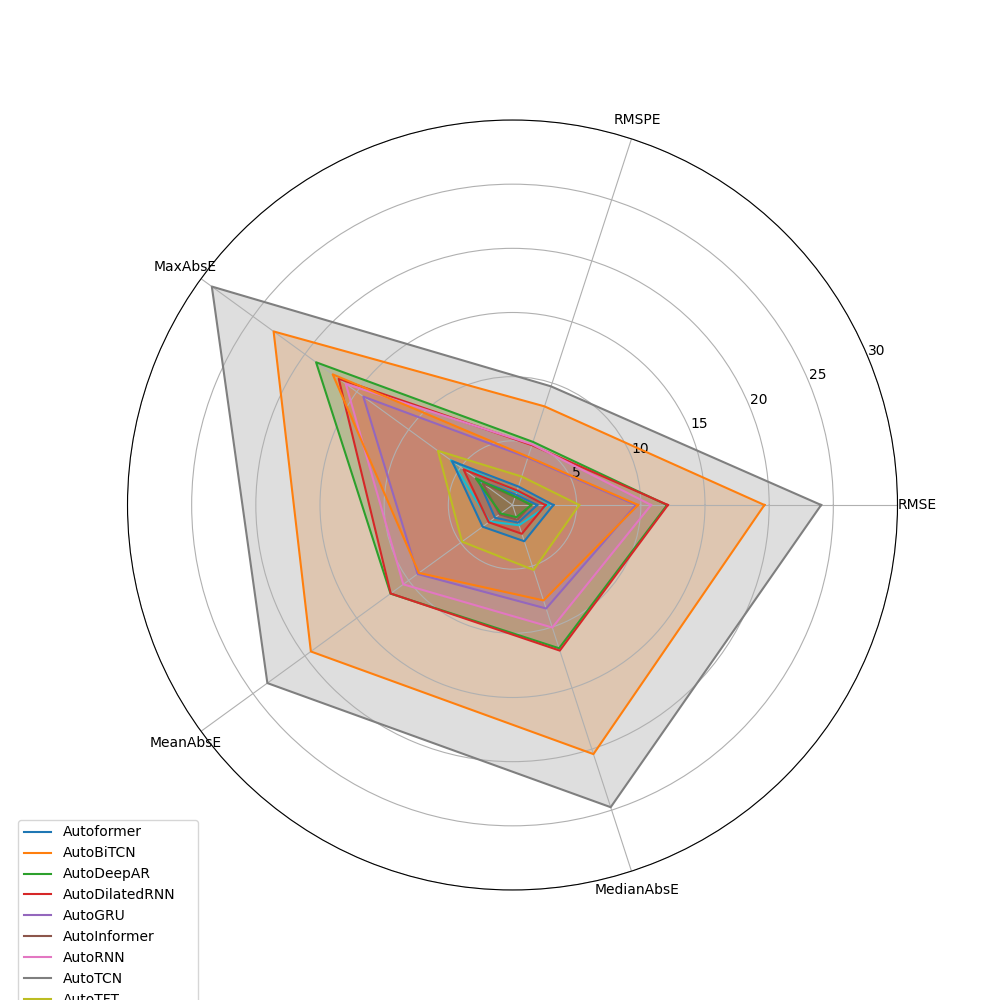 RMSPE
MaxAbsE
30
25
20
15
10
5
RMSE
MeanAbsE
MedianAbsE
Autoformer
AutoBiTCN
AutoDeepAR
AutoDilatedRNN
AutoGRU
AutoInformer
AutoRNN
AutoTCN
AutoTFT